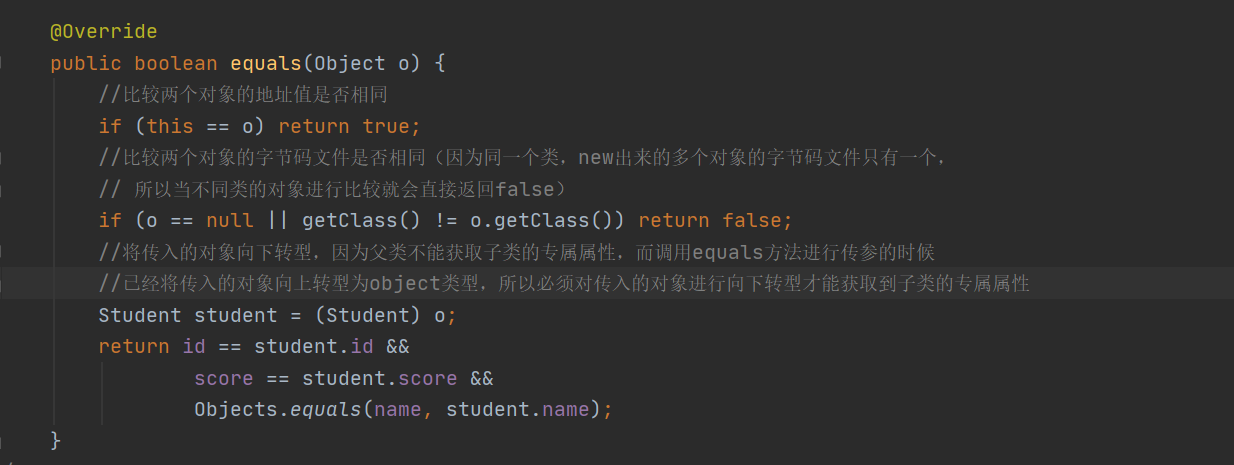 @Override
public boolean equals(Object o) {
//比较两个对象的地址值是否相同
if (this == o) return true;
//比较两个对象的字节码文件是否相同（因为同一个类，new出来的多个对象的字节码文件只有一个，
// 所以当不同类的对象进行比较就会直接返回false）
if (o == null || getClass() != o.getClass()) return false;
//将传入的对象向下转型，因为父类不能获取子类的专属属性，而调用equals方法进行传参的时候
//已经将传入的对象向上转型为object类型，所以必须对传入的对象进行向下转型才能获取到子类的专属属性
Student student = (Student) o;
return id == student.id &&
score == student.score &&
Objects.equals(name, student.name);
}